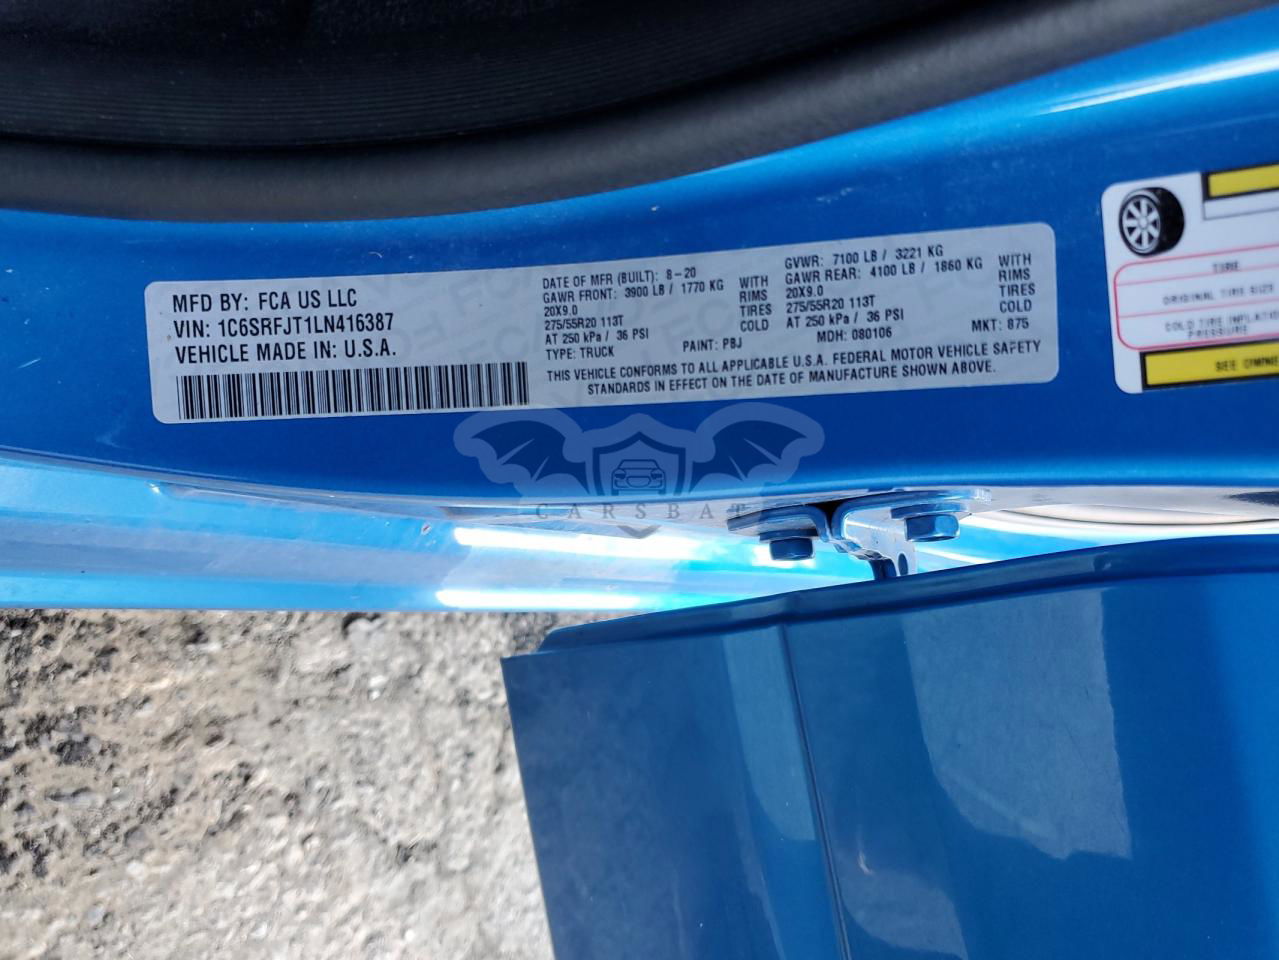 MFD BY: FCA US LLC
VIN: 1C6SRFJT1LN416387
VEHICLE MADE IN: U.S.A.
DATE OF MFR (BUILT): 8-20
GAWR FRONT: 3900 LB / 1770 KG WITH
20X9.0 RIMS
275/55R20 113T TIRES
AT 250 kPa / 36 PSI COLD
TYPE: TRUCK PAINT: PBJ
GVWR: 7100 LB / 3221 KG
GAWR REAR: 4100 LB / 1860 KG WITH
20X9.0 RIMS
275/55R20 113T TIRES
AT 250 kPa / 36 PSI COLD
MDH: 080106 MKT: 875
THIS VEHICLE CONFORMS TO ALL APPLICABLE U.S.A. FEDERAL MOTOR VEHICLE SAFETY
STANDARDS IN EFFECT ON THE DATE OF MANUFACTURE SHOWN ABOVE.
TIRE
ORIGINAL TIRE SIZE
COLD TIRE INFLATIO
PRESSURE
SEE OWNE
CARSBAT